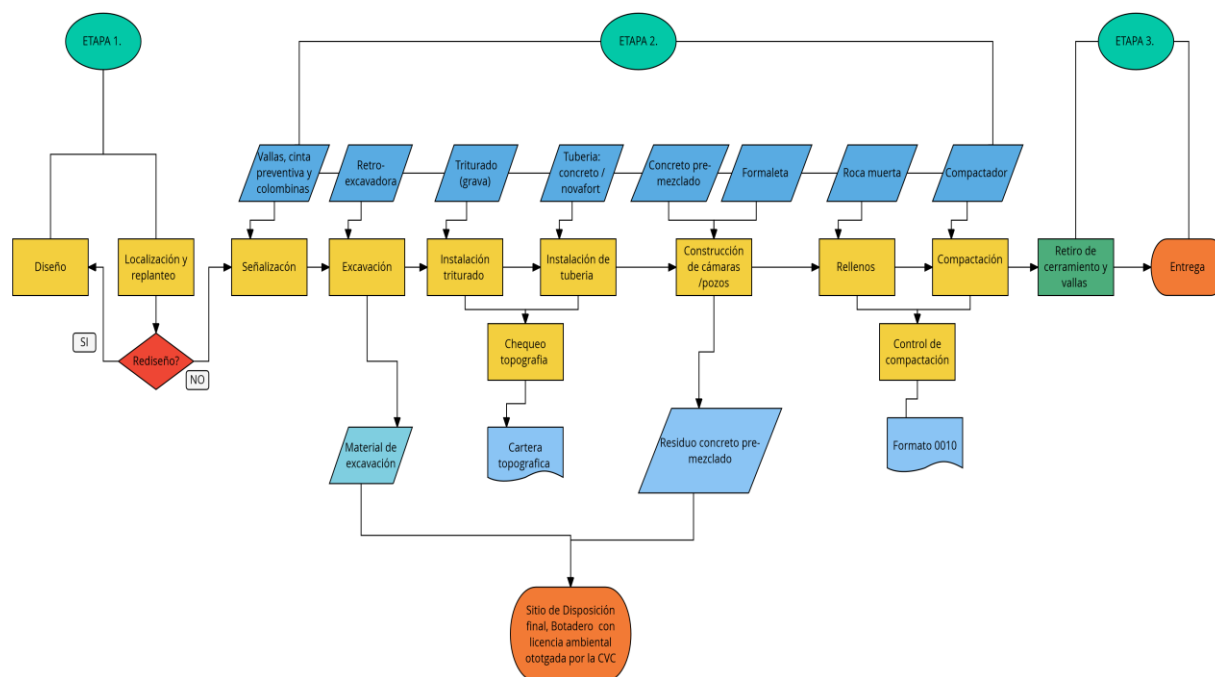 ETAPA 1.
ETAPA 2.
ETAPA 3.
Vallas, cinta
preventiva y
colombinas
Retro-
excavadora
Triturado
(grava)
Tuberia:
concreto /
novafort
Concreto pre-
mezclado
Formaleta
Roca muerta
Compactador
Diseño
Localización y
replanteo
Señalizacón
Excavación
Instalación
triturado
Instalación de
tuberia
Construcción
de cámaras
/pozos
Rellenos
Compactación
Retiro de
cerramiento y
vallas
Entrega
SI
Rediseño?
NO
Chequeo
topografia
Control de
compactación
Material de
excavación
Cartera
topografica
Residuo concreto pre-
mezclado
Formato 0010
Sitio de Disposición
final, Botadero con
licencia ambiental
ototgada por la CVC